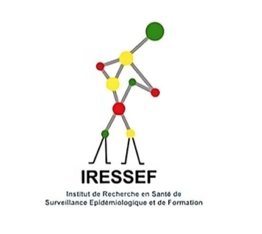 IRESSEF
Institut de Recherche en Santé de
Surveillance Epidémiologique et de Formation